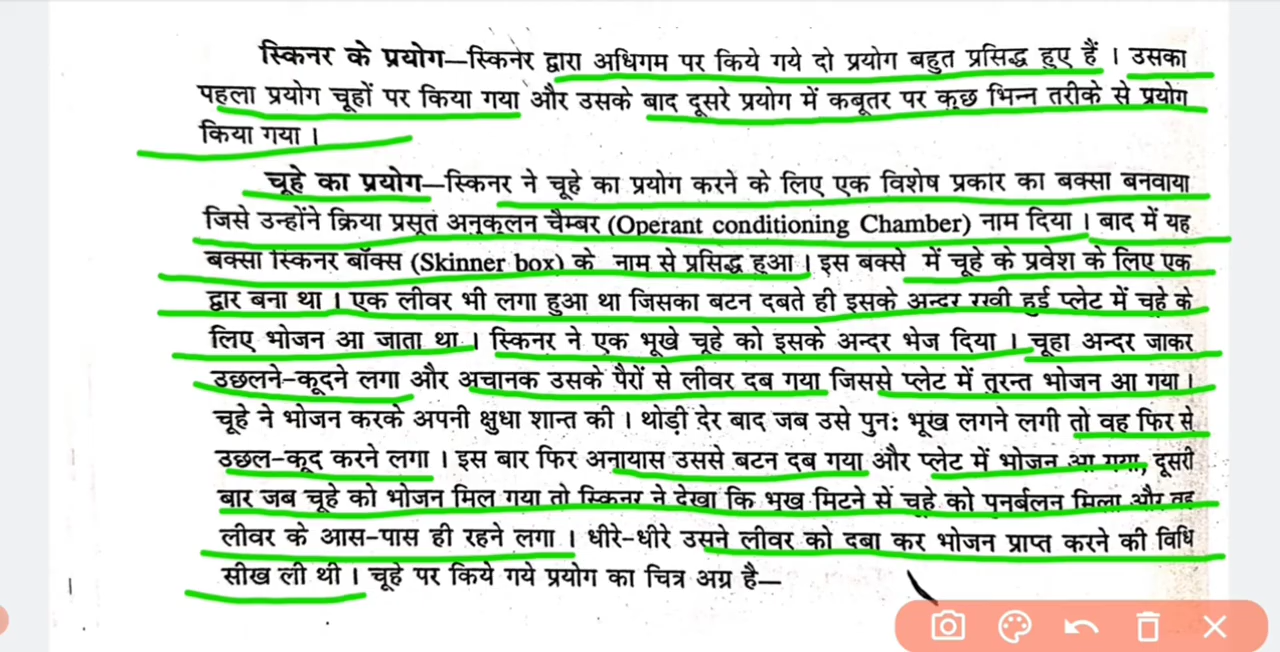 स्किनर के प्रयोग—स्किनर द्वारा अधिगम पर किये गये दो प्रयोग बहुत प्रसिद्ध हुए हैं । उसका
पहला प्रयोग चूहों पर किया गया और उसके बाद दूसरे प्रयोग में कबूतर पर कुछ भिन्न तरीके से प्रयोग
किया गया ।
चूहे का प्रयोग—स्किनर ने चूहे का प्रयोग करने के लिए एक विशेष प्रकार का बक्सा बनवाया
जिसे उन्होंने क्रिया प्रसूत अनुकूलन चैम्बर (Operant conditioning Chamber) नाम दिया । बाद में यह
बक्सा स्किनर बॉक्स (Skinner box) के नाम से प्रसिद्ध हुआ । इस बक्से में चूहे के प्रवेश के लिए एक
द्वार बना था । एक लीवर भी लगा हुआ था जिसका बटन दबते ही इसके अन्दर रखी हुई प्लेट में चूहे के
लिए भोजन आ जाता था । स्किनर ने एक भूखे चूहे को इसके अन्दर भेज दिया । चूहा अन्दर जाकर
उछलने-कूदने लगा और अचानक उसके पैरों से लीवर दब गया जिससे प्लेट में तुरन्त भोजन आ गया ।
चूहे ने भोजन करके अपनी क्षुधा शान्त की । थोड़ी देर बाद जब उसे पुनः भूख लगने लगी तो वह फिर से
उछल-कूद करने लगा । इस बार फिर अनायास उससे बटन दब गया और प्लेट में भोजन आ गया, दूसरी
बार जब चूहे को भोजन मिल गया तो स्किनर ने देखा कि भूख मिटने सें चूहे को पुनर्बलन मिला और वह
लीवर के आस-पास ही रहने लगा । धीरे-धीरे उसने लीवर को दबा कर भोजन प्राप्त करने की विधि
सीख ली थी । चूहे पर किये गये प्रयोग का चित्र अग्र है—